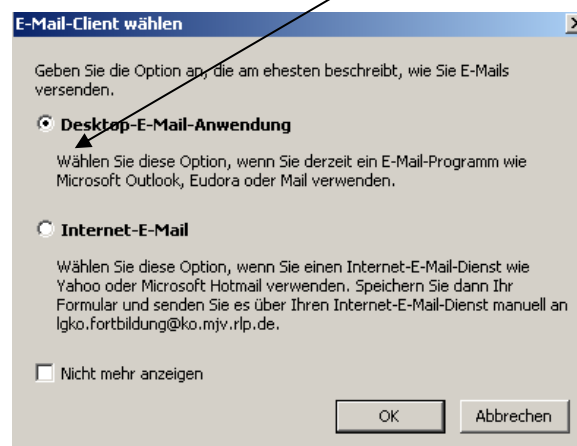 E-Mail-Client wählen
Geben Sie die Option an, die am ehesten beschreibt, wie Sie E-Mails
versenden.
Desktop-E-Mail-Anwendung
Wählen Sie diese Option, wenn Sie derzeit ein E-Mail-Programm wie
Microsoft Outlook, Eudora oder Mail verwenden.
Internet-E-Mail
Wählen Sie diese Option, wenn Sie einen Internet-E-Mail-Dienst wie
Yahoo oder Microsoft Hotmail verwenden. Speichern Sie dann Ihr
Formular und senden Sie es über Ihren Internet-E-Mail-Dienst manuell an
lgko.fortbildung@ko.mjv.rlp.de.
Nicht mehr anzeigen
OK Abbrechen